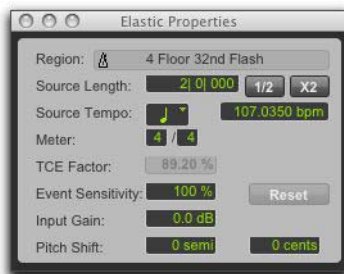 Elastic Properties
Region: 4 Floor 32nd Flash
Source Length: 2| 0| 000 1/2 X2
Source Tempo: 107.0350 bpm
Meter: 4 / 4
TCE Factor: 89.20 %
Event Sensitivity: 100 % Reset
Input Gain: 0.0 dB
Pitch Shift: 0 semi 0 cents